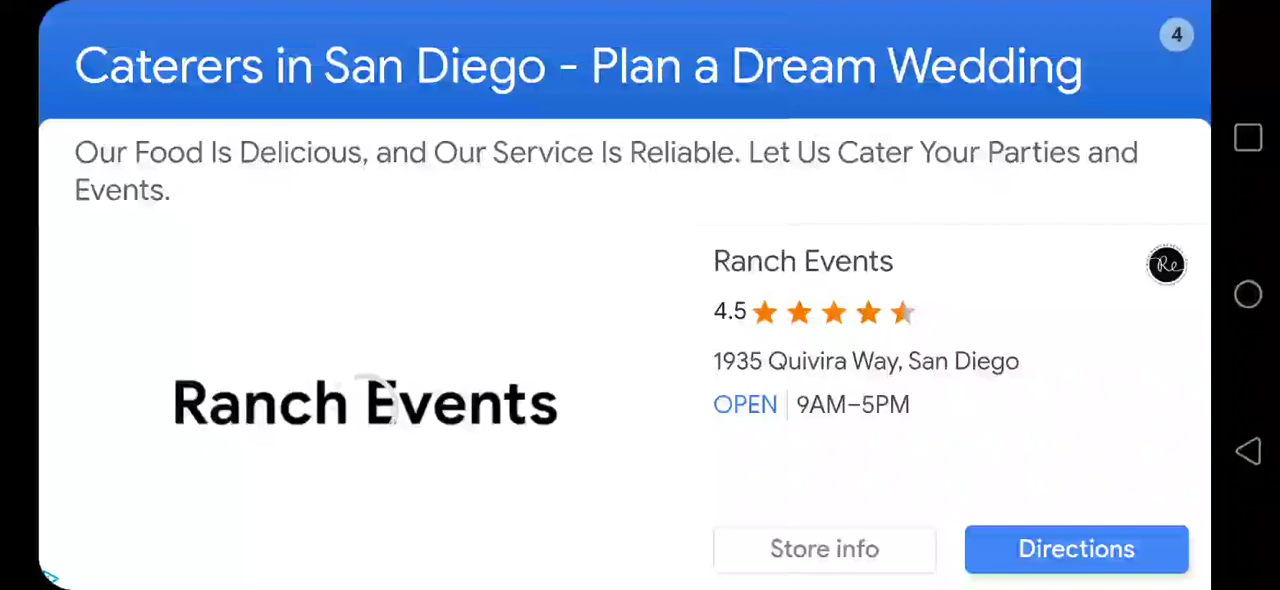 Caterers in San Diego - Plan a Dream Wedding
4
Our Food Is Delicious, and Our Service Is Reliable. Let Us Cater Your Parties and
Events.
Ranch Events
Re
4.5
1935 Quivira Way, San Diego
OPEN | 9AM–5PM
Ranch Events
Store info
Directions